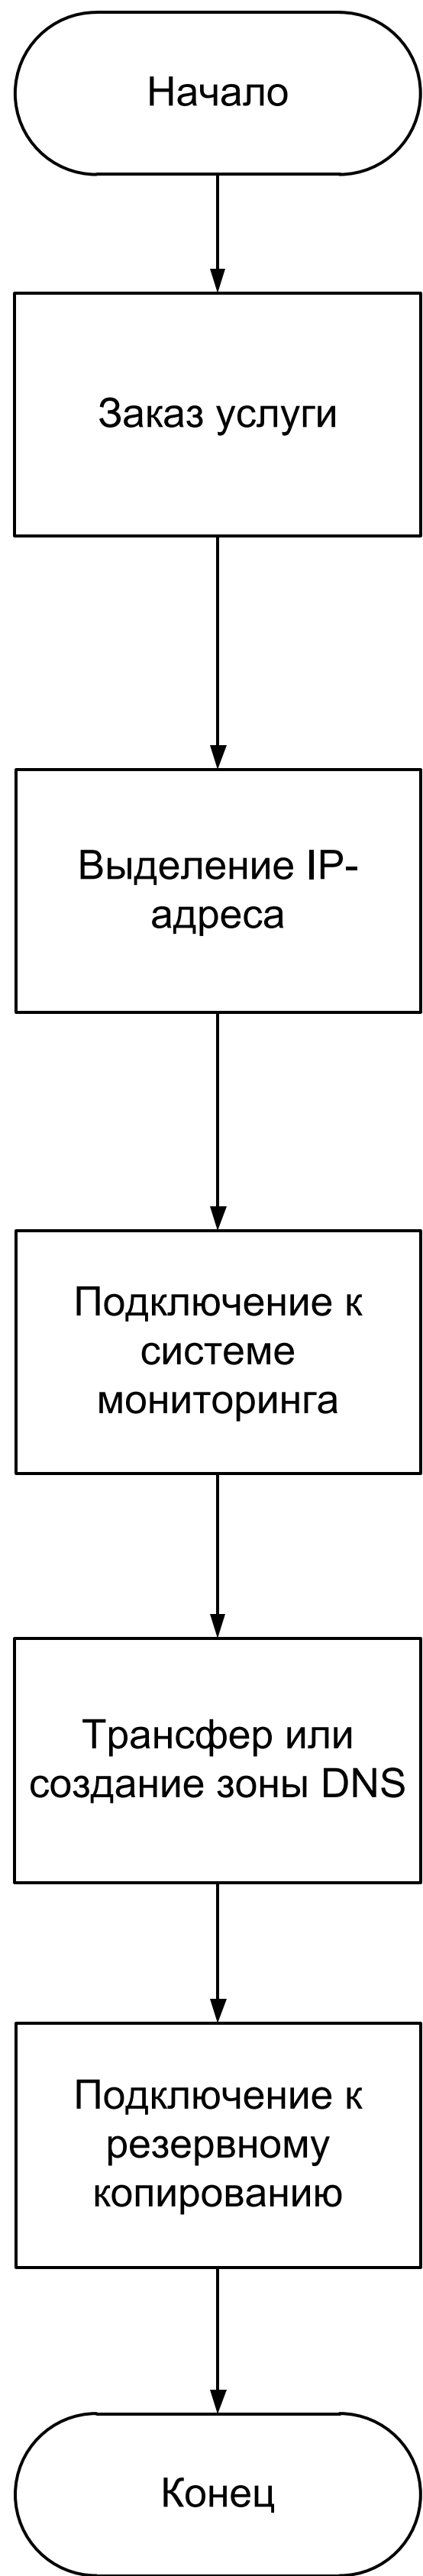 Начало
Заказ услуги
Выделение IP-
адреса
Подключение к
системе
мониторинга
Трансфер или
создание зоны DNS
Подключение к
резервному
копированию
Конец